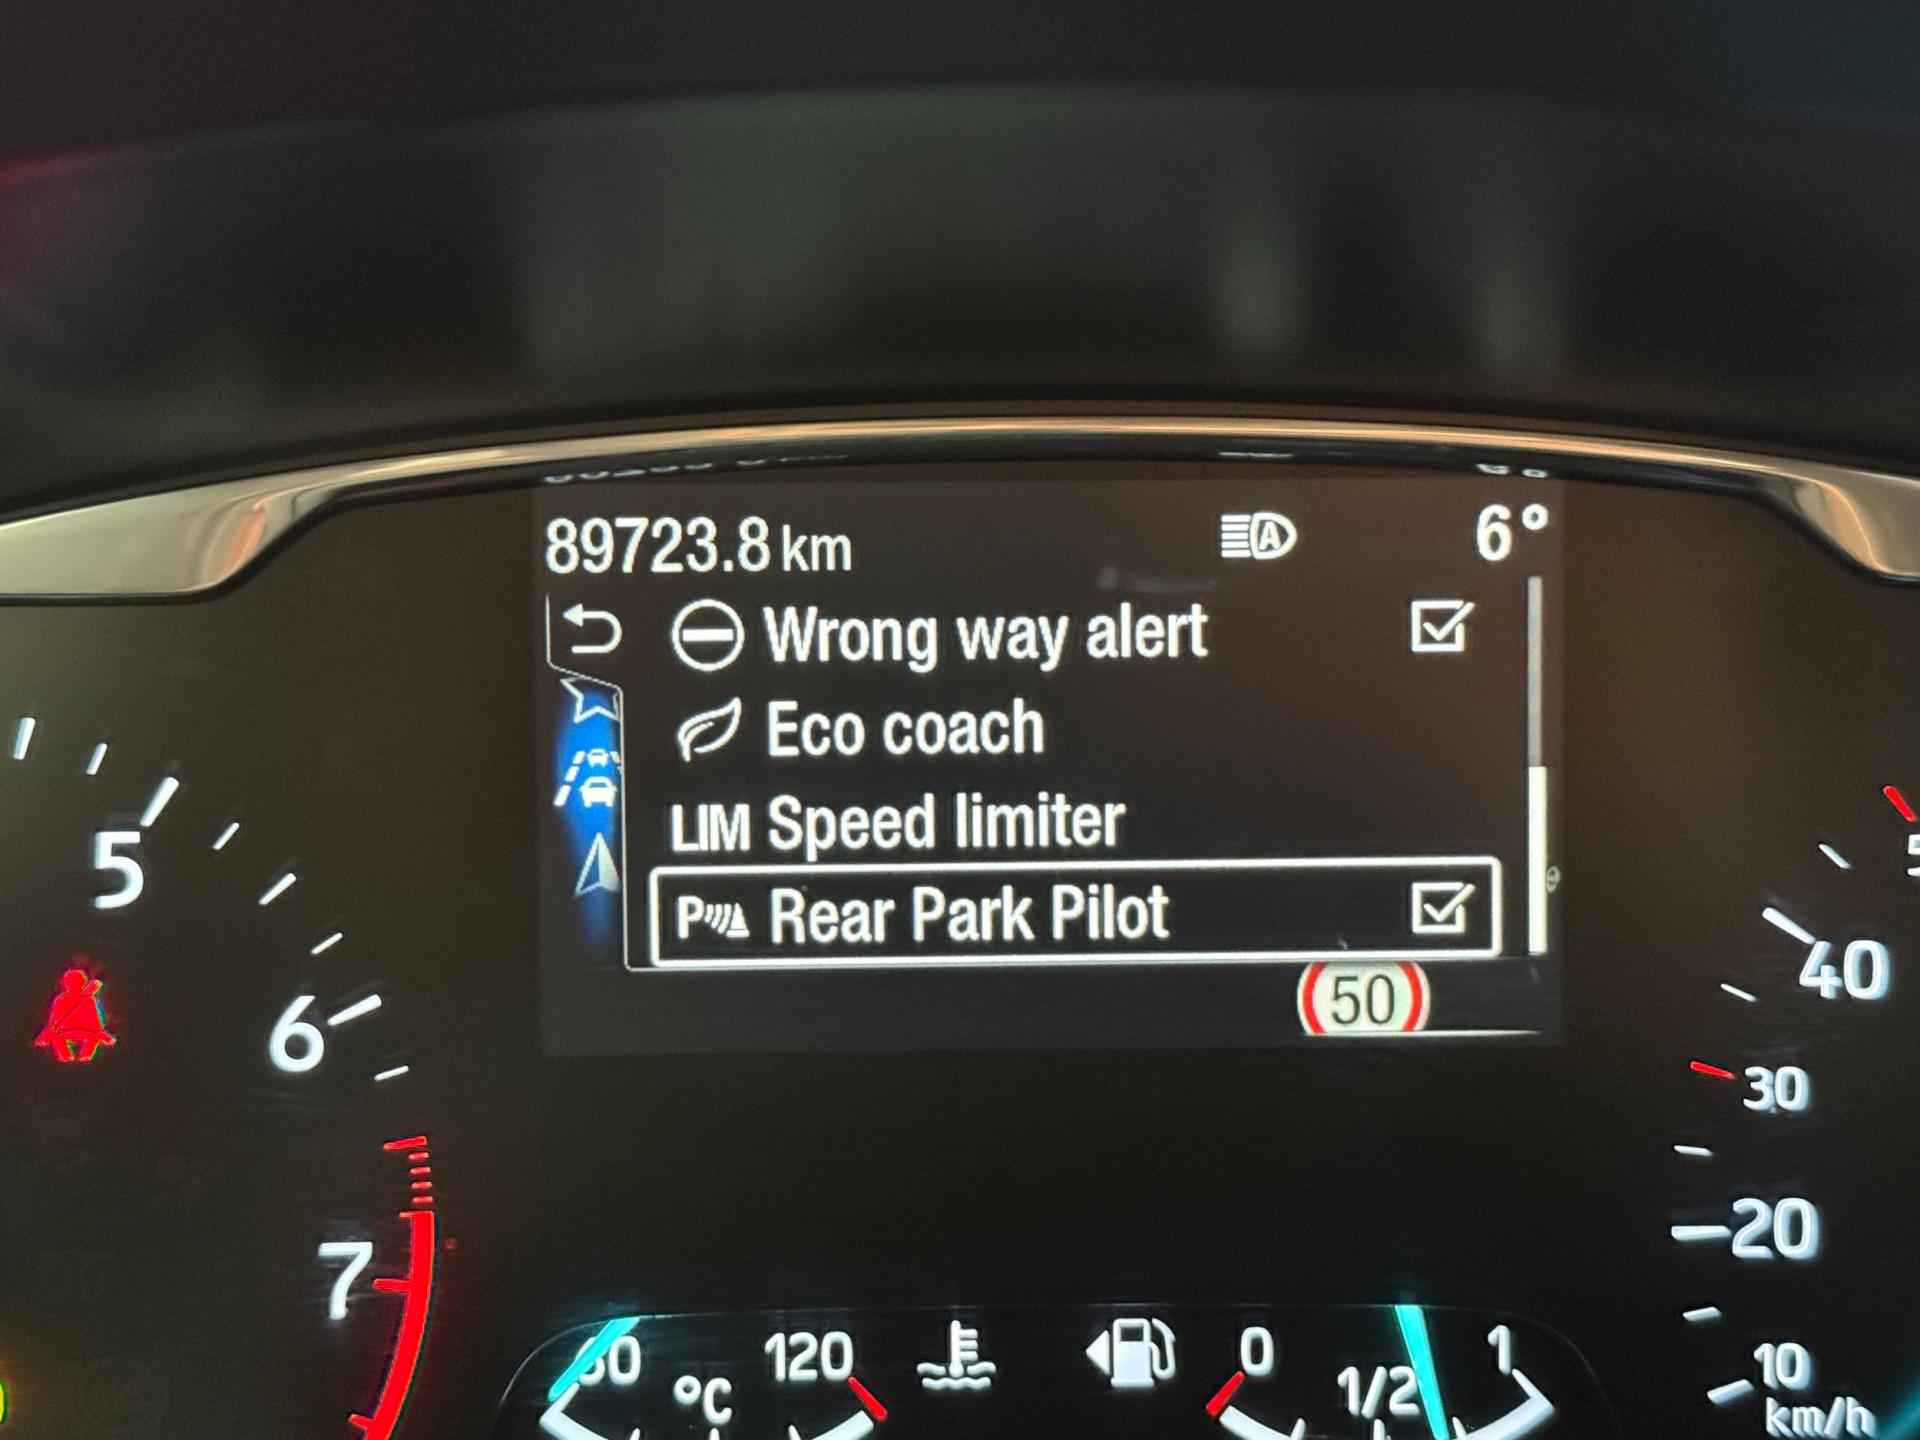 89723.8 km
A
6°
Wrong way alert
Eco coach
LIM Speed limiter
P Rear Park Pilot
50
5
6
7
40
30
20
10
km/h
120
°C
0
1/2
1